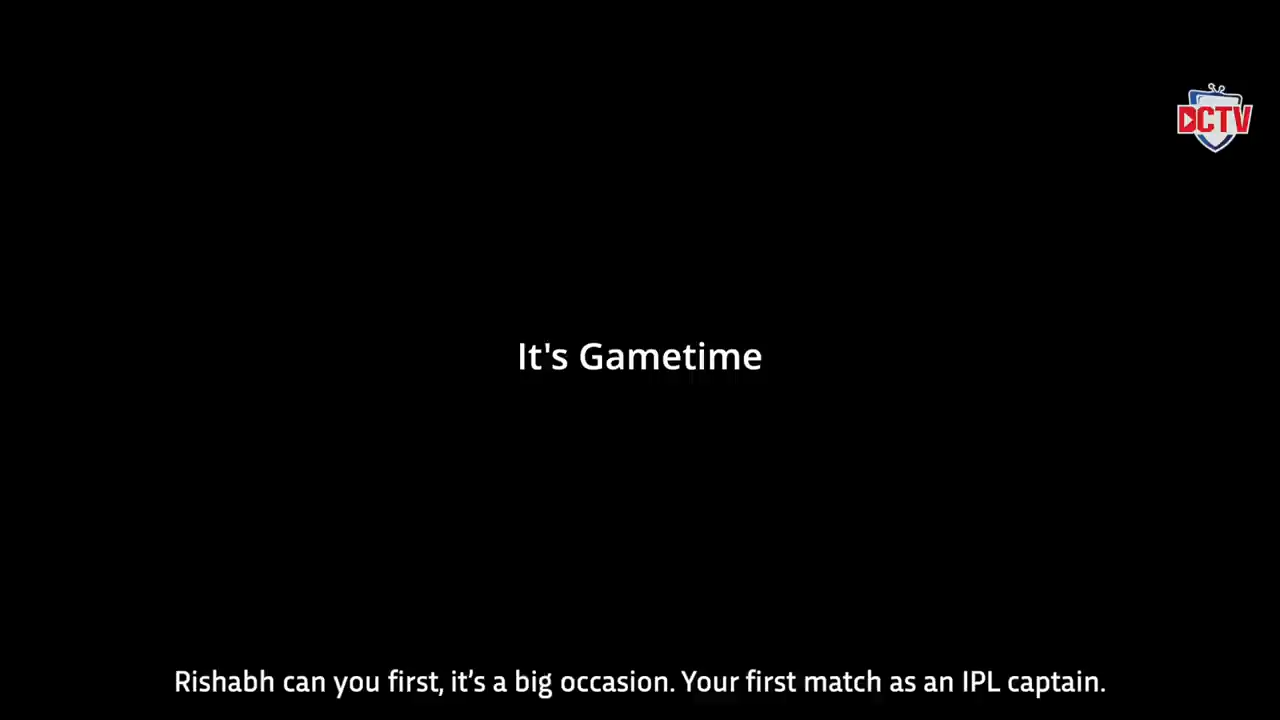 DCTV
It's Gametime
Rishabh can you first, it’s a big occasion. Your first match as an IPL captain.